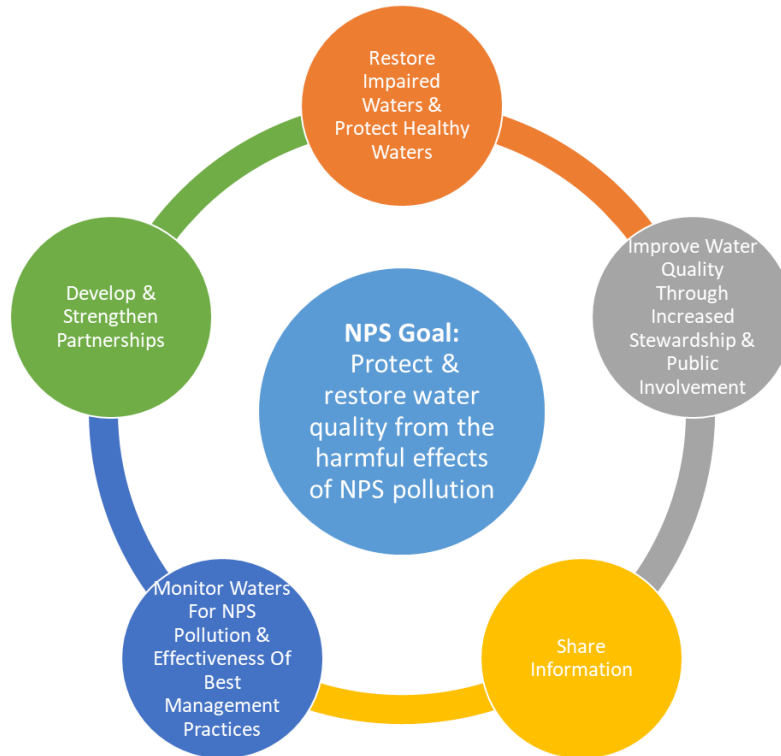 Restore
Impaired
Waters &
Protect Healthy
Waters
Improve Water
Quality
Through
Increased
Stewardship &
Public
Involvement
Share
Information
Monitor Waters
For NPS
Pollution &
Effectiveness Of
Best
Management
Practices
Develop &
Strengthen
Partnerships
NPS Goal:
Protect &
restore water
quality from the
harmful effects
of NPS pollution